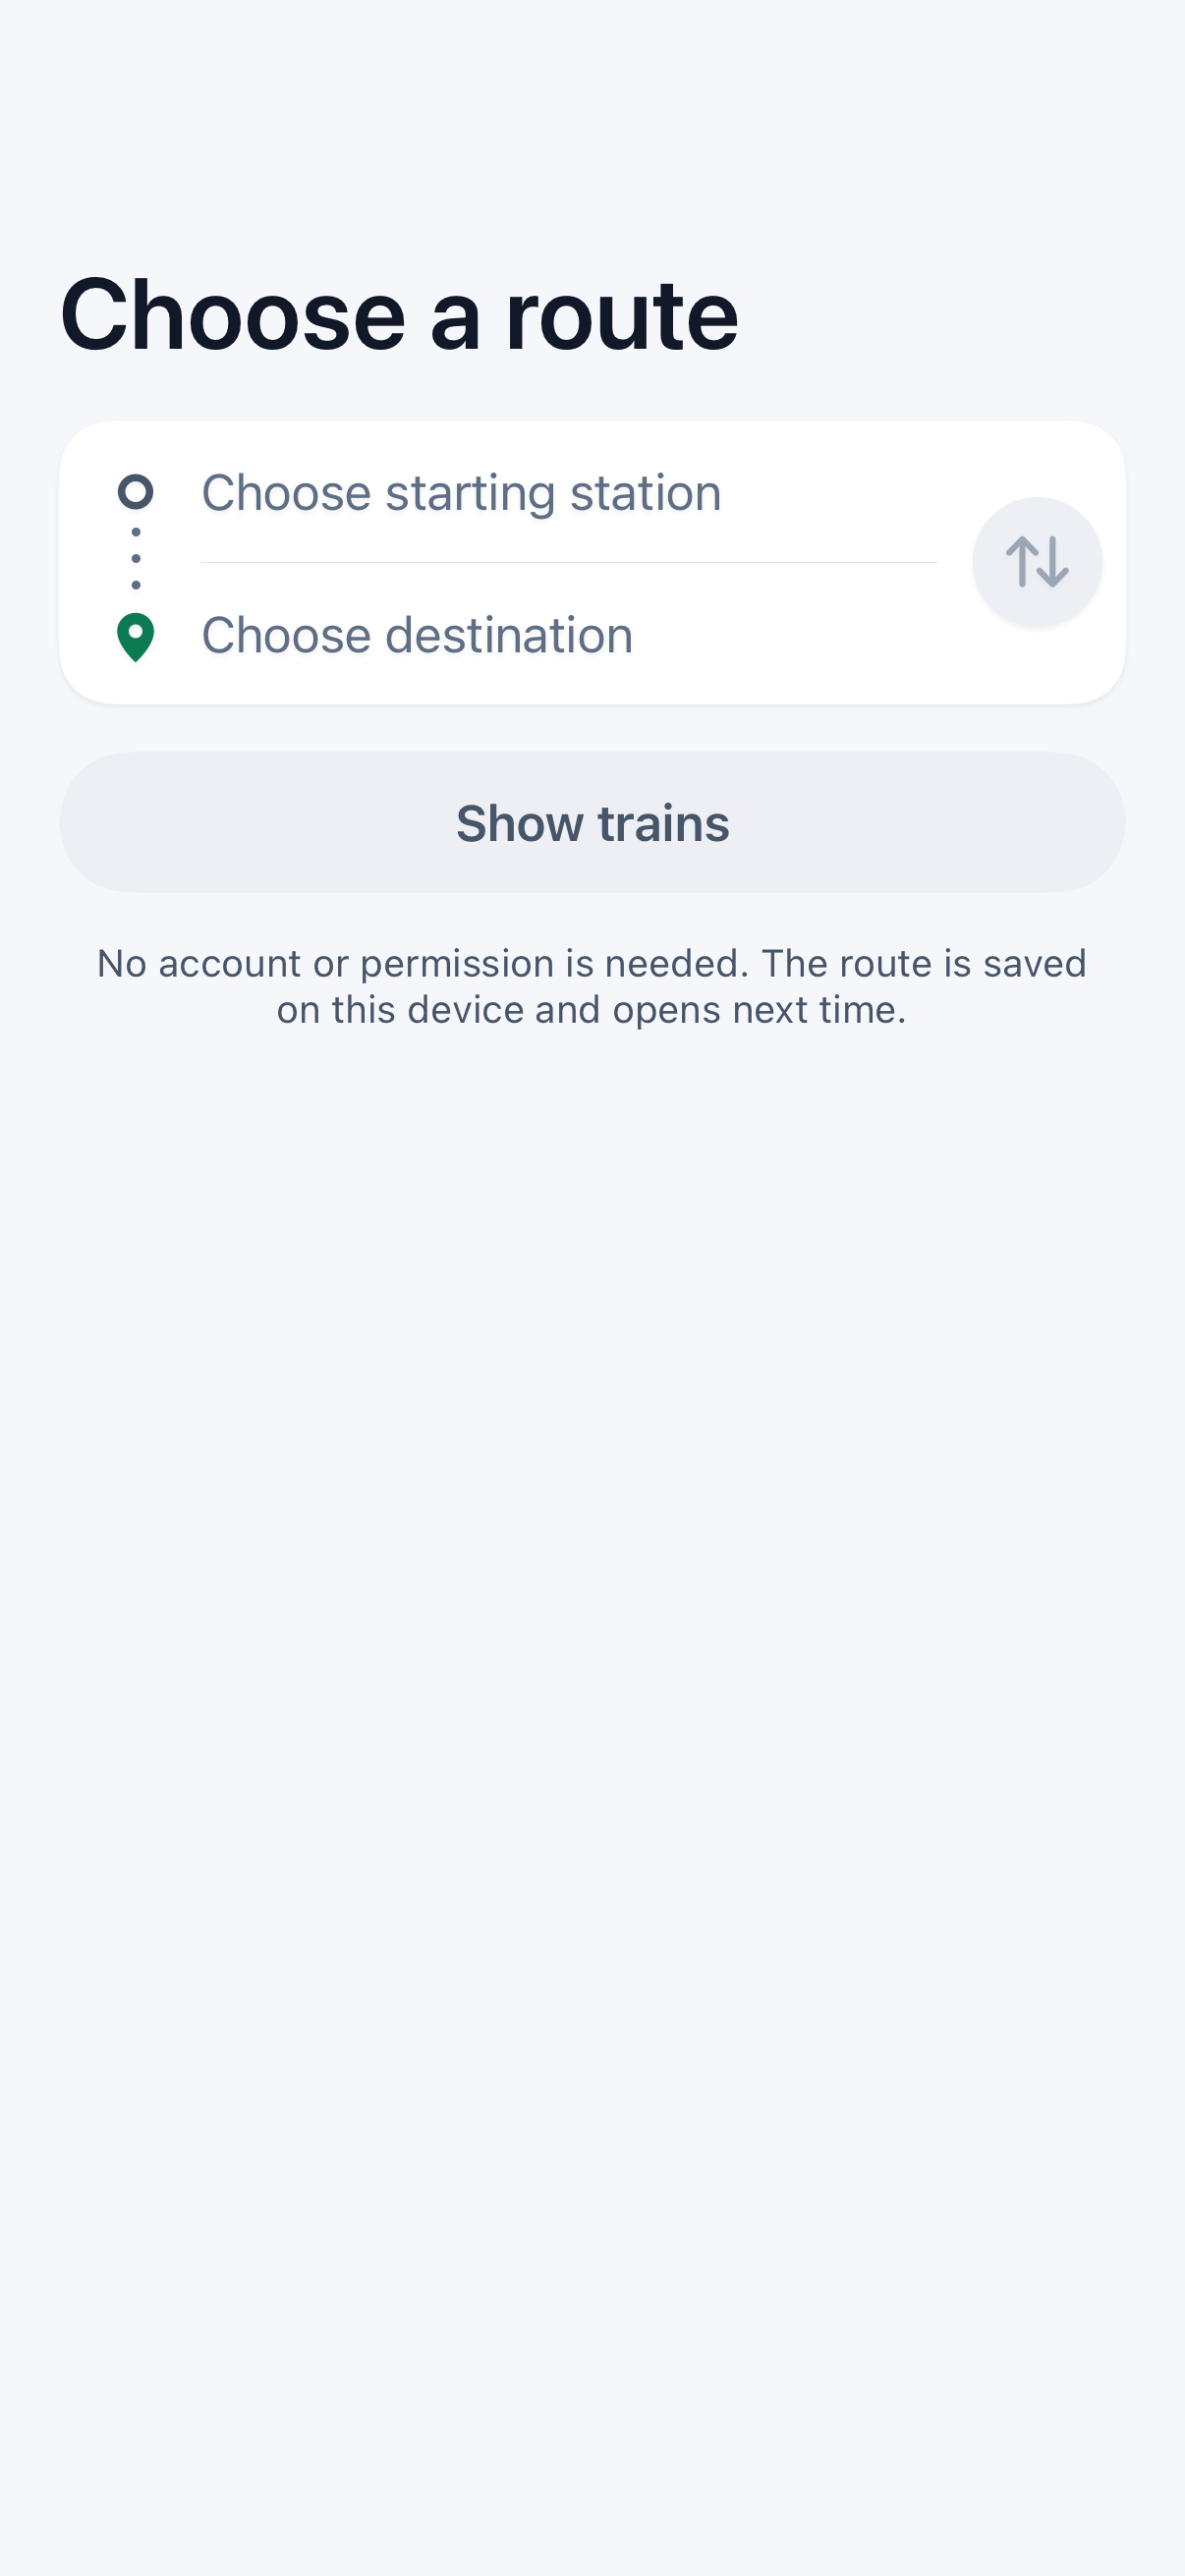 Choose a route
Choose starting station
Choose destination
Show trains
No account or permission is needed. The route is saved
on this device and opens next time.